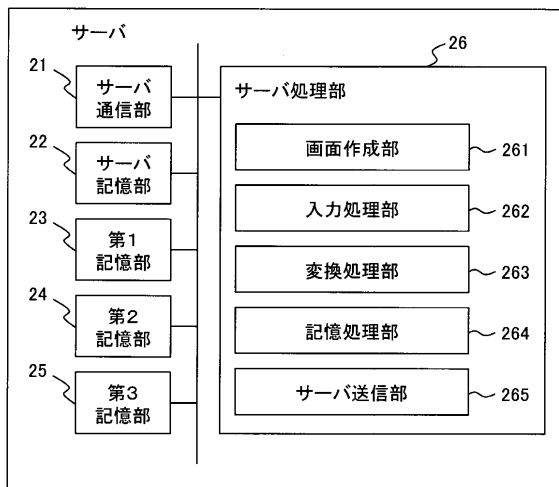 サーバ
21
サーバ
通信部
22
サーバ
記憶部
23
第1
記憶部
24
第2
記憶部
25
第3
記憶部
26
サーバ処理部
画面作成部
261
入力処理部
262
変換処理部
263
記憶処理部
264
サーバ送信部
265